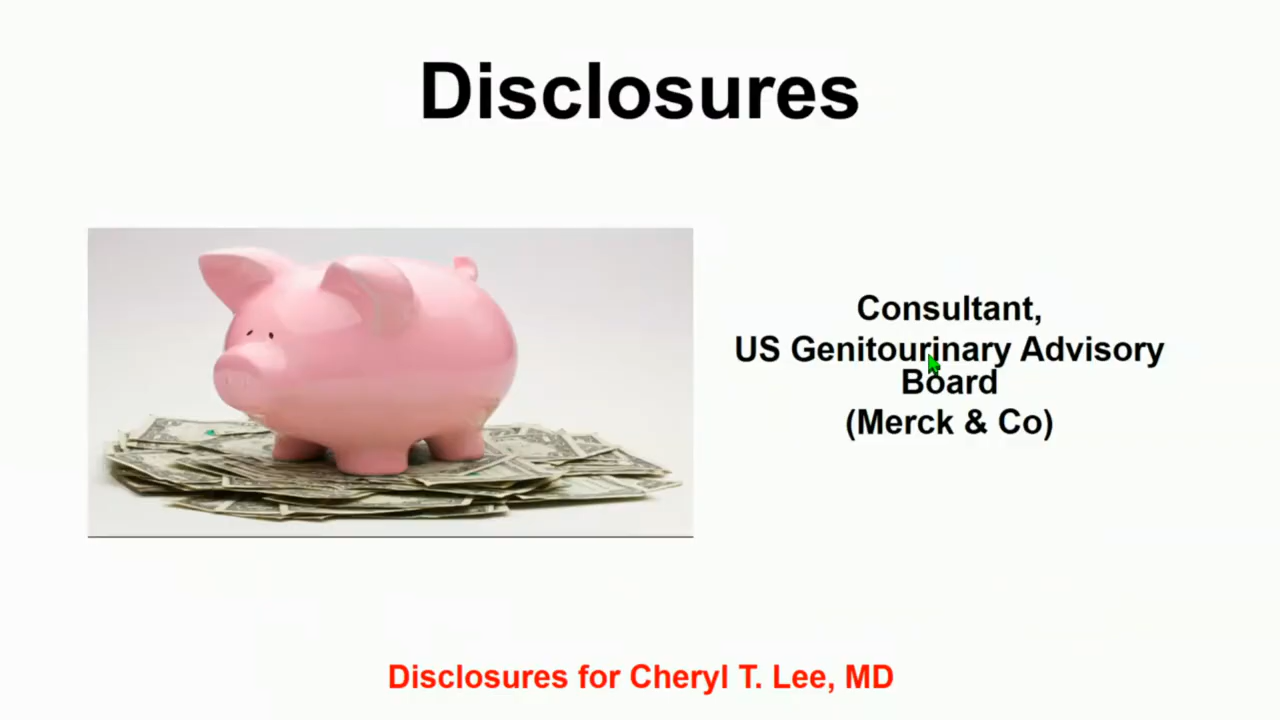 Disclosures
Consultant,
US Genitourinary Advisory
Board
(Merck & Co)
Disclosures for Cheryl T. Lee, MD